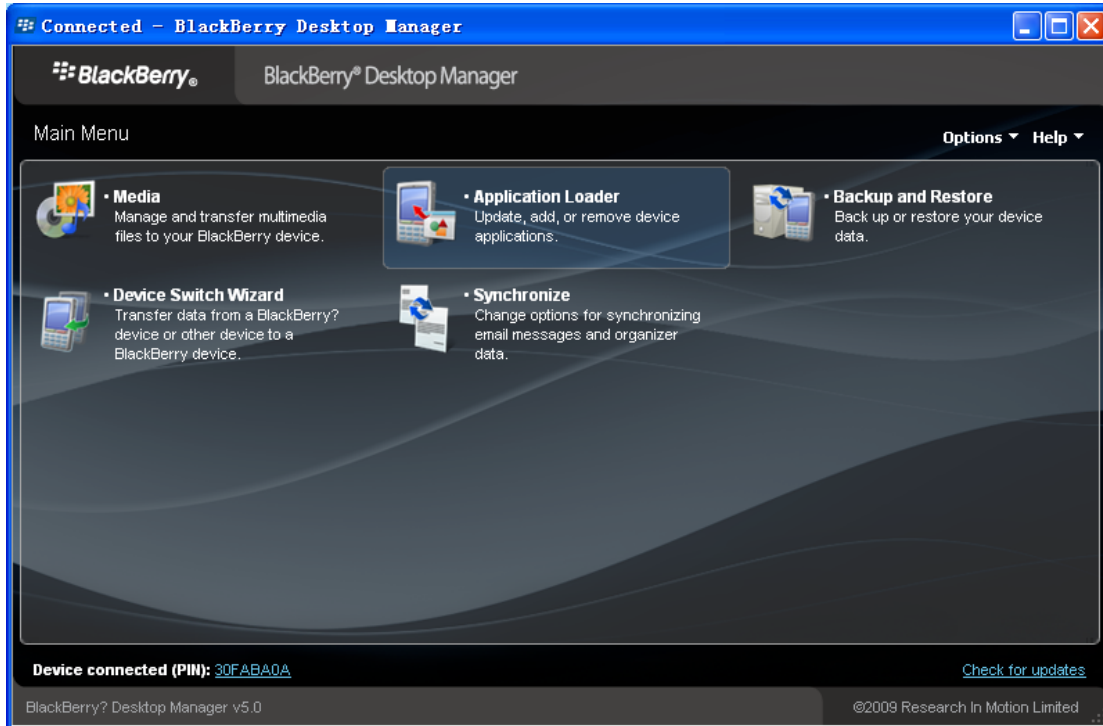 Connected - BlackBerry Desktop Manager
BlackBerry®
BlackBerry® Desktop Manager
Main Menu
Options
Help
· Media
Manage and transfer multimedia
files to your BlackBerry device.
· Application Loader
Update, add, or remove device
applications.
· Backup and Restore
Back up or restore your device
data.
· Device Switch Wizard
Transfer data from a BlackBerry?
device or other device to a
BlackBerry device.
· Synchronize
Change options for synchronizing
email messages and organizer
data.
Device connected (PIN): 30FABA0A
Check for updates
BlackBerry? Desktop Manager v5.0
©2009 Research In Motion Limited